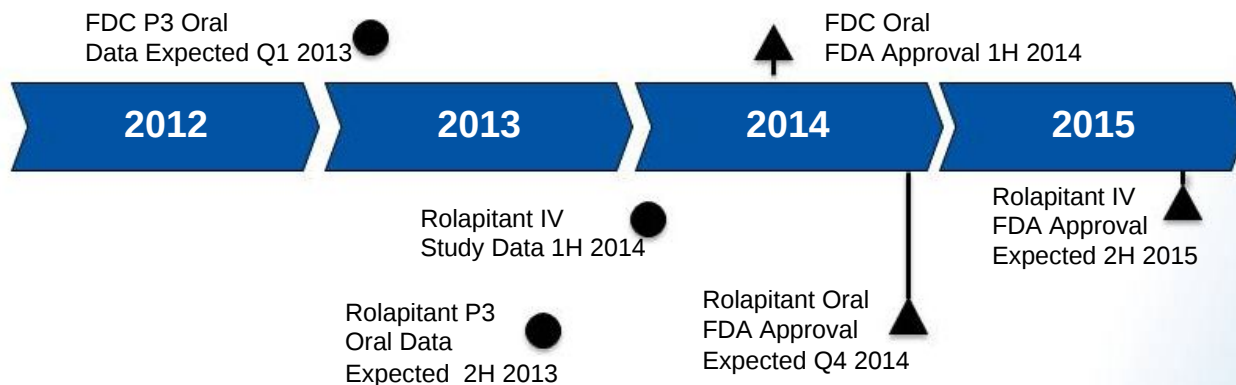 FDC P3 Oral
Data Expected Q1 2013
FDC Oral
FDA Approval 1H 2014
2012
2013
2014
2015
Rolapitant IV
Study Data 1H 2014
Rolapitant IV
FDA Approval
Expected 2H 2015
Rolapitant P3
Oral Data
Expected 2H 2013
Rolapitant Oral
FDA Approval
Expected Q4 2014